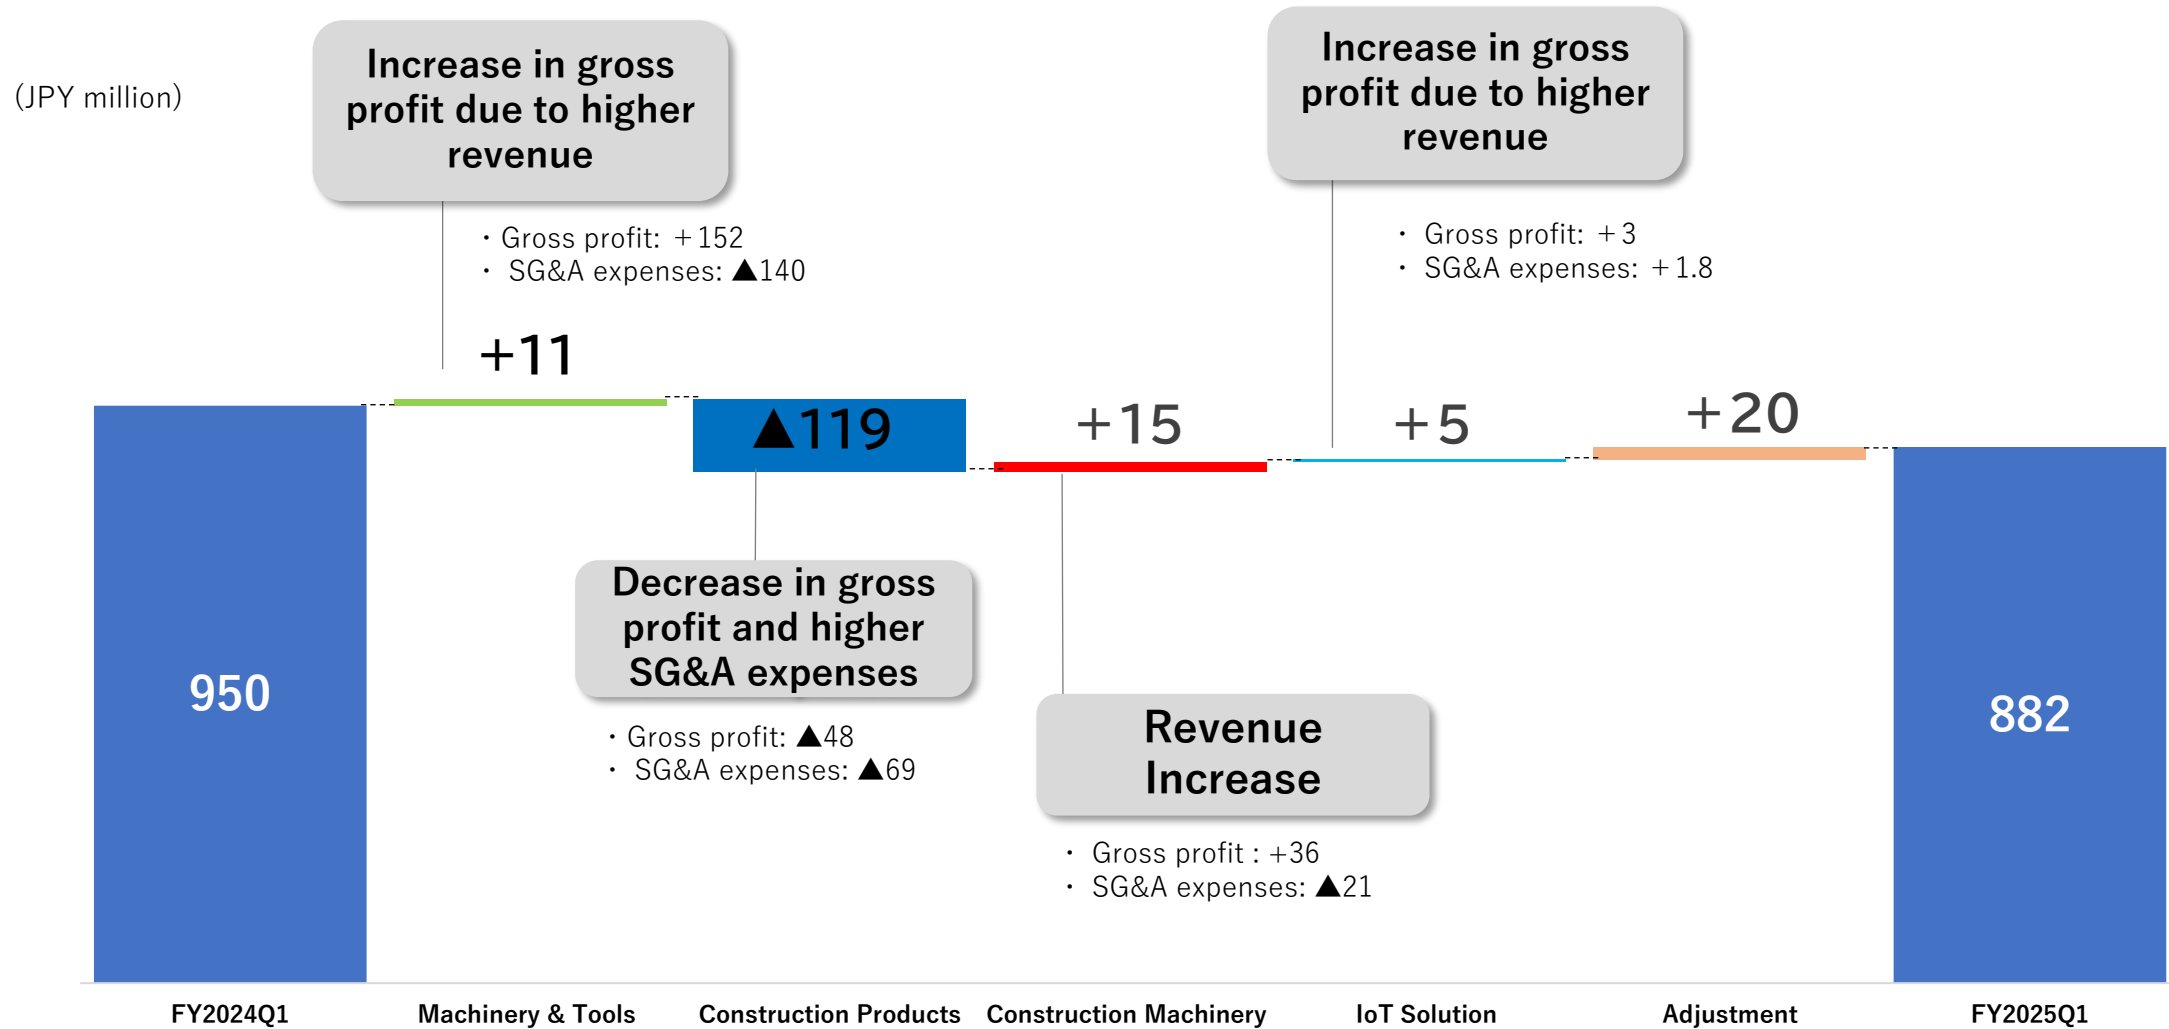 (JPY million)
Increase in gross
profit due to higher
revenue
・Gross profit: ＋152
・ SG&A expenses: ▲140
Increase in gross
profit due to higher
revenue
・ Gross profit: ＋3
・ SG&A expenses: ＋1.8
+11
▲119
+15
+5
+20
Decrease in gross
profit and higher
SG&A expenses
・Gross profit: ▲48
・ SG&A expenses: ▲69
Revenue
Increase
・ Gross profit : +36
・ SG&A expenses: ▲21
950
882
FY2024Q1 Machinery & Tools Construction Products Construction Machinery IoT Solution Adjustment FY2025Q1